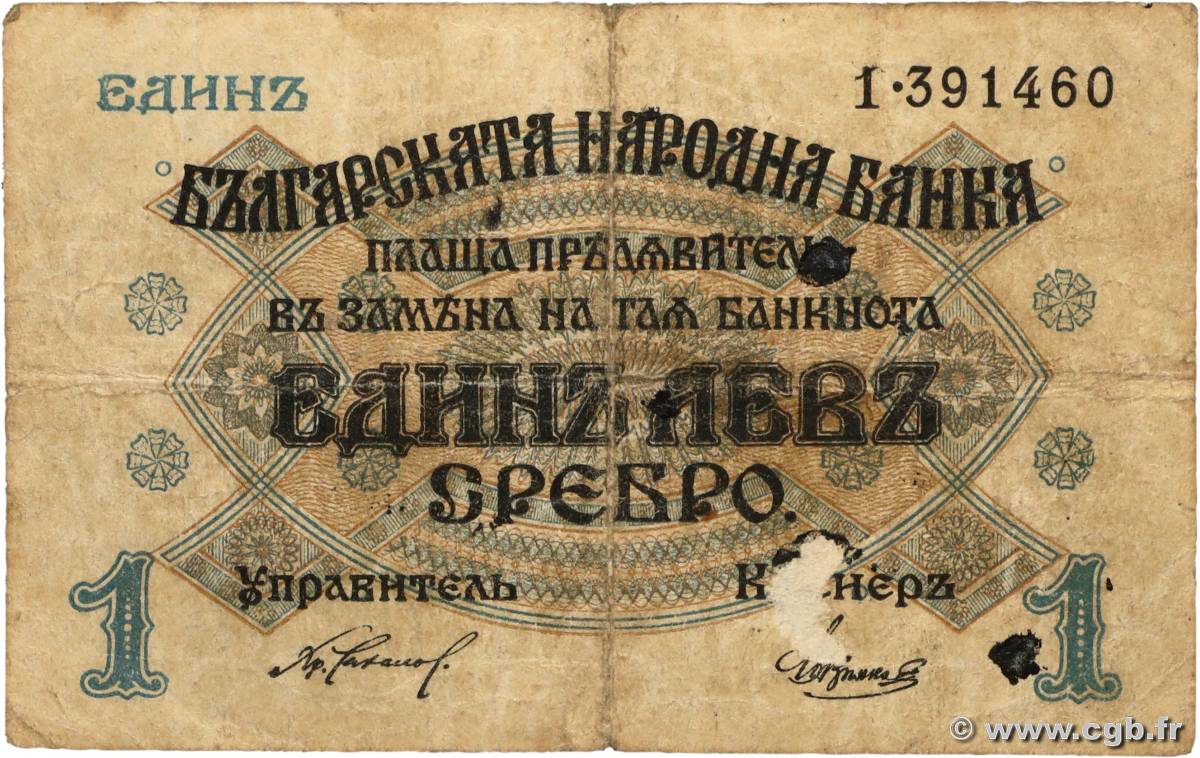 ЕДИНЪ
1·391460
БЪЛГАРСКАТА НАРОДНА БАНКА
ПЛАЩА
ВЪ ЗАМѢНА НА ТАЯ БАНКНОТА
ЕДИНЪ ЛЕВЪ
СРЕБРО.
Управитель
1
1
© www.cgb.fr